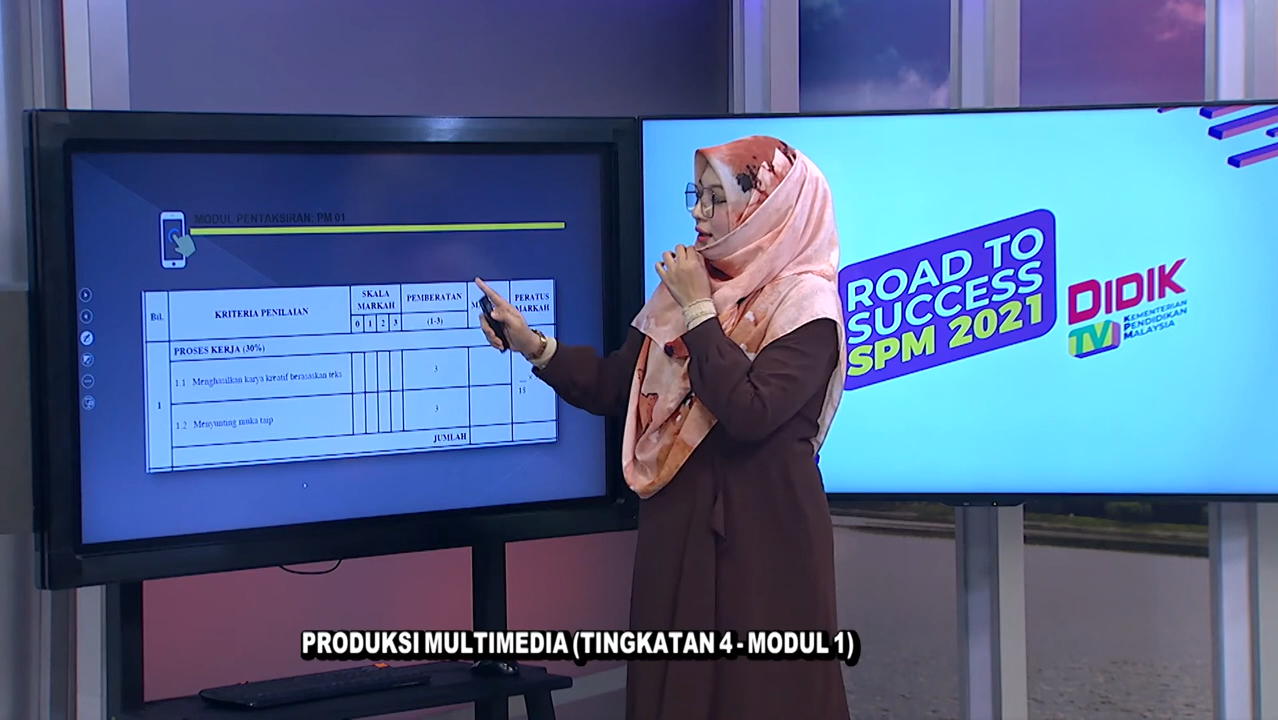 MODUL PENTAKSIRAN: PM 01
Bil.
KRITERIA PENILAIAN
SKALA
MARKAH
0 1 2 3
PEMBERATAN
(1-3)
PERATUS
MARKAH
1
PROSES KERJA (30%)
1.1 Menghasilkan karya kreatif berasaskan teks
3
1.2 Menyunting muka taip
3
18
JUMLAH
ROAD TO
SUCCESS
SPM 2021
DIDIK
TV
KEMENTERIAN
PENDIDIKAN
MALAYSIA
PRODUKSI MULTIMEDIA (TINGKATAN 4 - MODUL 1)